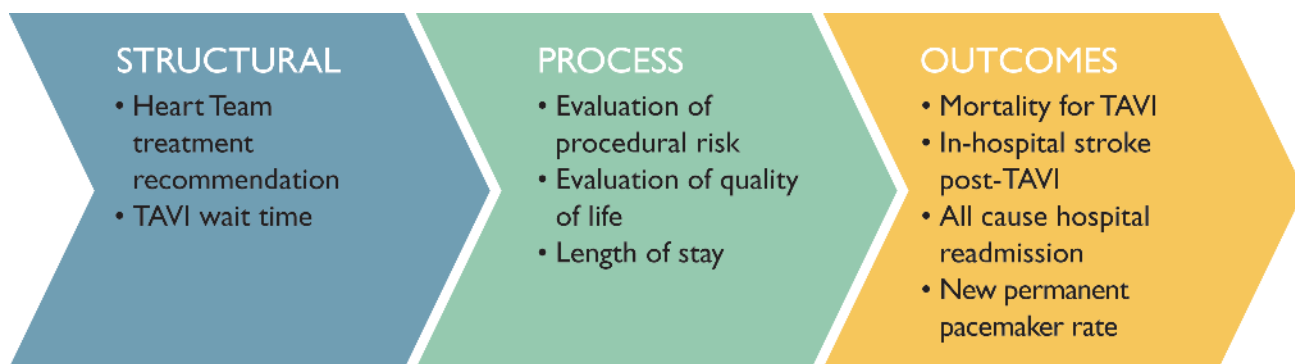 STRUCTURAL
• Heart Team
treatment
recommendation
• TAVI wait time
PROCESS
• Evaluation of
procedural risk
• Evaluation of quality
of life
• Length of stay
OUTCOMES
• Mortality for TAVI
• In-hospital stroke
post-TAVI
• All cause hospital
readmission
• New permanent
pacemaker rate